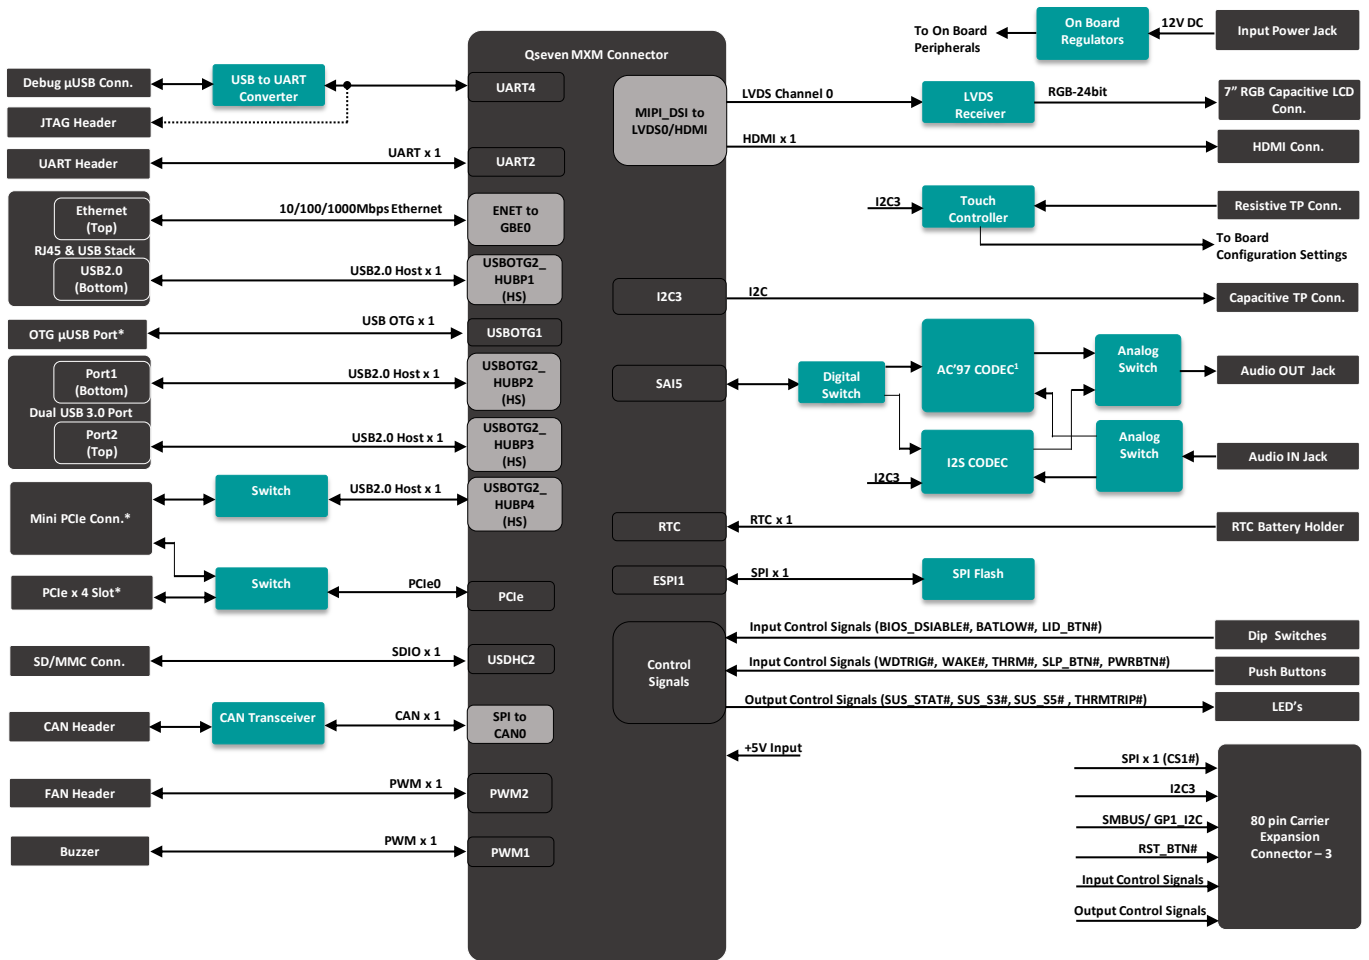 Qseven MXM Connector
Debug µUSB Conn.
USB to UART
Converter
UART4
JTAG Header
UART Header
UART x 1
UART2
Ethernet
(Top)
RJ45 & USB Stack
USB2.0
(Bottom)
10/100/1000Mbps Ethernet
ENET to
GBE0
USB2.0 Host x 1
USBOTG2_
HUBP1
(HS)
OTG µUSB Port*
USB OTG x 1
USBOTG1
Port1
(Bottom)
Dual USB 3.0 Port
Port2
(Top)
USB2.0 Host x 1
USBOTG2_
HUBP2
(HS)
USB2.0 Host x 1
USBOTG2_
HUBP3
(HS)
Mini PCIe Conn.*
Switch
USB2.0 Host x 1
USBOTG2_
HUBP4
(HS)
PCIe x 4 Slot*
Switch
PCIe0
PCIe
SD/MMC Conn.
SDIO x 1
USDHC2
CAN Header
CAN Transceiver
CAN x 1
SPI to
CAN0
FAN Header
PWM x 1
PWM2
Buzzer
PWM x 1
PWM1
To On Board
Peripherals
On Board
Regulators
12V DC
Input Power Jack
MIPI_DSI to
LVDS0/HDMI
LVDS Channel 0
LVDS
Receiver
RGB-24bit
7” RGB Capacitive LCD
Conn.
HDMI x 1
HDMI Conn.
I2C3
Touch
Controller
Resistive TP Conn.
To Board
Configuration Settings
I2C3
I2C
Capacitive TP Conn.
SAI5
Digital
Switch
AC’97 CODEC1
Analog
Switch
Audio OUT Jack
I2C3
I2S CODEC
Analog
Switch
Audio IN Jack
RTC
RTC x 1
RTC Battery Holder
ESPI1
SPI x 1
SPI Flash
Control
Signals
Input Control Signals (BIOS_DSIABLE#, BATLOW#, LID_BTN#)
Dip Switches
Input Control Signals (WDTRIG#, WAKE#, THRM#, SLP_BTN#, PWRBTN#)
Push Buttons
Output Control Signals (SUS_STAT#, SUS_S3#, SUS_S5# , THRMTRIP#)
LED’s
+5V Input
SPI x 1 (CS1#)
I2C3
SMBUS/ GP1_I2C
RST_BTN#
Input Control Signals
Output Control Signals
80 pin Carrier
Expansion
Connector – 3